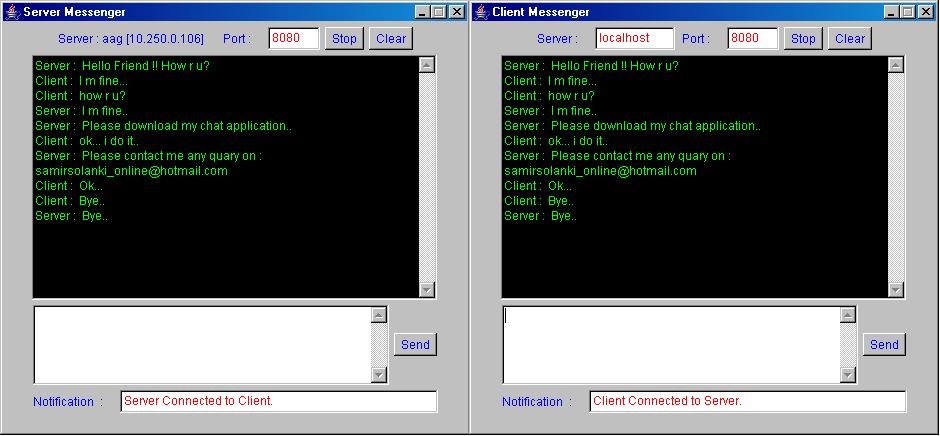 Server Messenger
Server : aag [10.250.0.106] Port : 8080 Stop Clear
Server : Hello Friend !! How r u?
Client : I m fine...
Client : how r u?
Server : I m fine..
Server : Please download my chat application..
Client : ok... i do it..
Server : Please contact me any quary on :
samirsolanki_online@hotmail.com
Client : Ok...
Client : Bye..
Server : Bye..
Send
Notification : Server Connected to Client.
Client Messenger
Server : localhost Port : 8080 Stop Clear
Server : Hello Friend !! How r u?
Client : I m fine...
Client : how r u?
Server : I m fine..
Server : Please download my chat application..
Client : ok... i do it..
Server : Please contact me any quary on :
samirsolanki_online@hotmail.com
Client : Ok...
Client : Bye..
Server : Bye..
Send
Notification : Client Connected to Server.